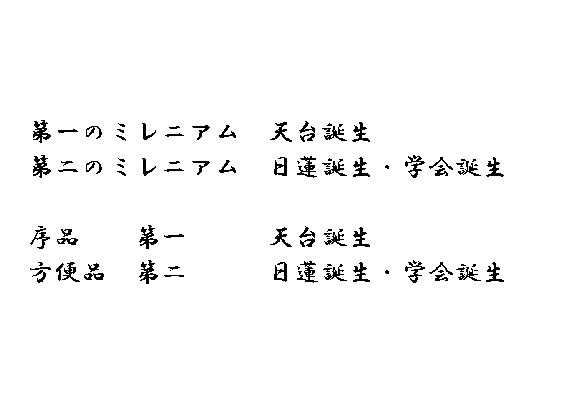 第一のミレニアム　天台誕生
第二のミレニアム　日蓮誕生・学会誕生
序品　　第一　　　天台誕生
方便品　第二　　　日蓮誕生・学会誕生